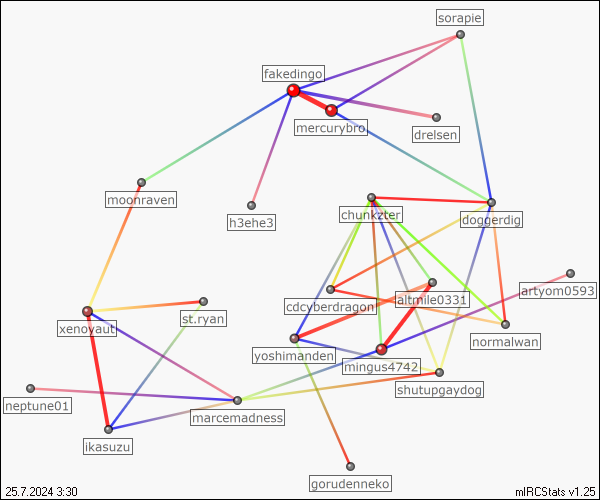 sorapie
fakedingo
mercurybro
drelsen
moonraven
h3ehe3
chunkzter
doggerdig
cdcyberdragon
altmile0331
artyom0593
xenoyaut
st.ryan
normalwan
yoshimanden
mingus4742
shutupgaydog
neptune01
marcemadness
ikasuzu
gorudenneko
25.7.2024 3:30
mIRCStats v1.25